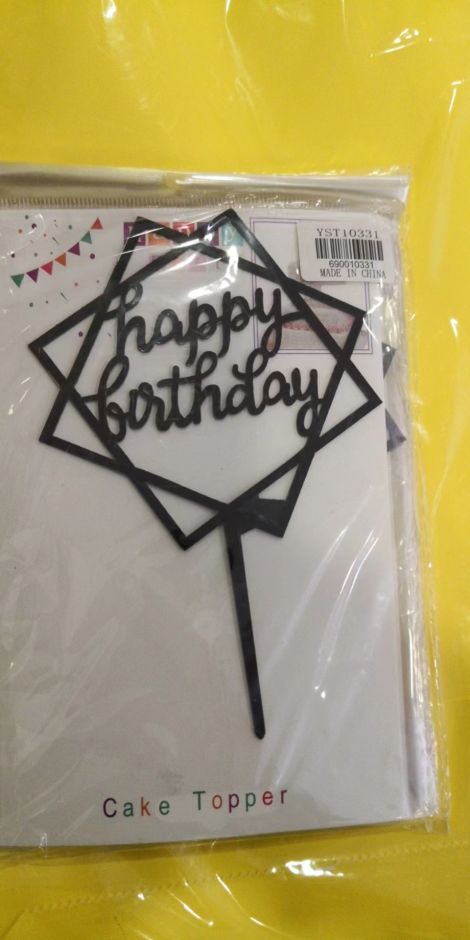 YST10331
690010331
MADE IN CHINA
happy
birthday
Cake Topper